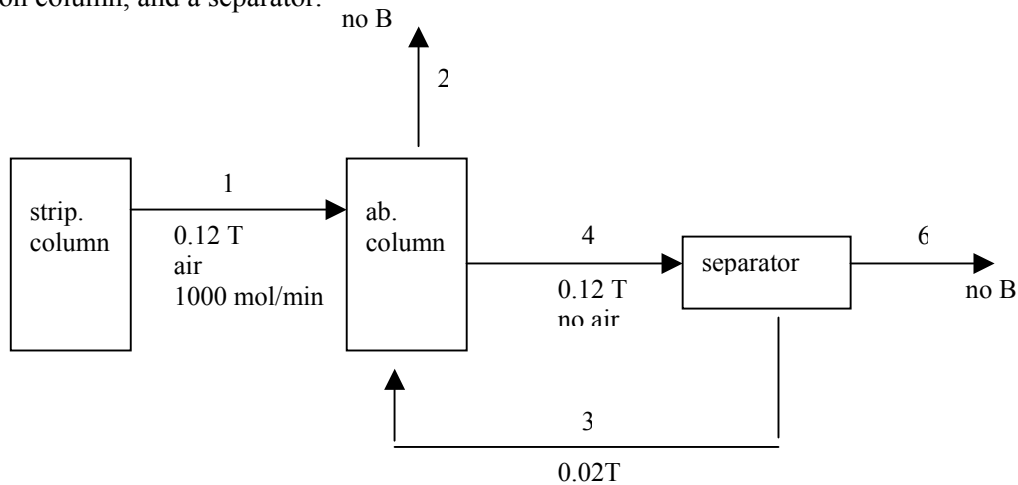 on column, and a separator.
no B
2
1
strip.
column
0.12 T
air
1000 mol/min
ab.
column
4
0.12 T
no air
separator
6
no B
3
0.02T